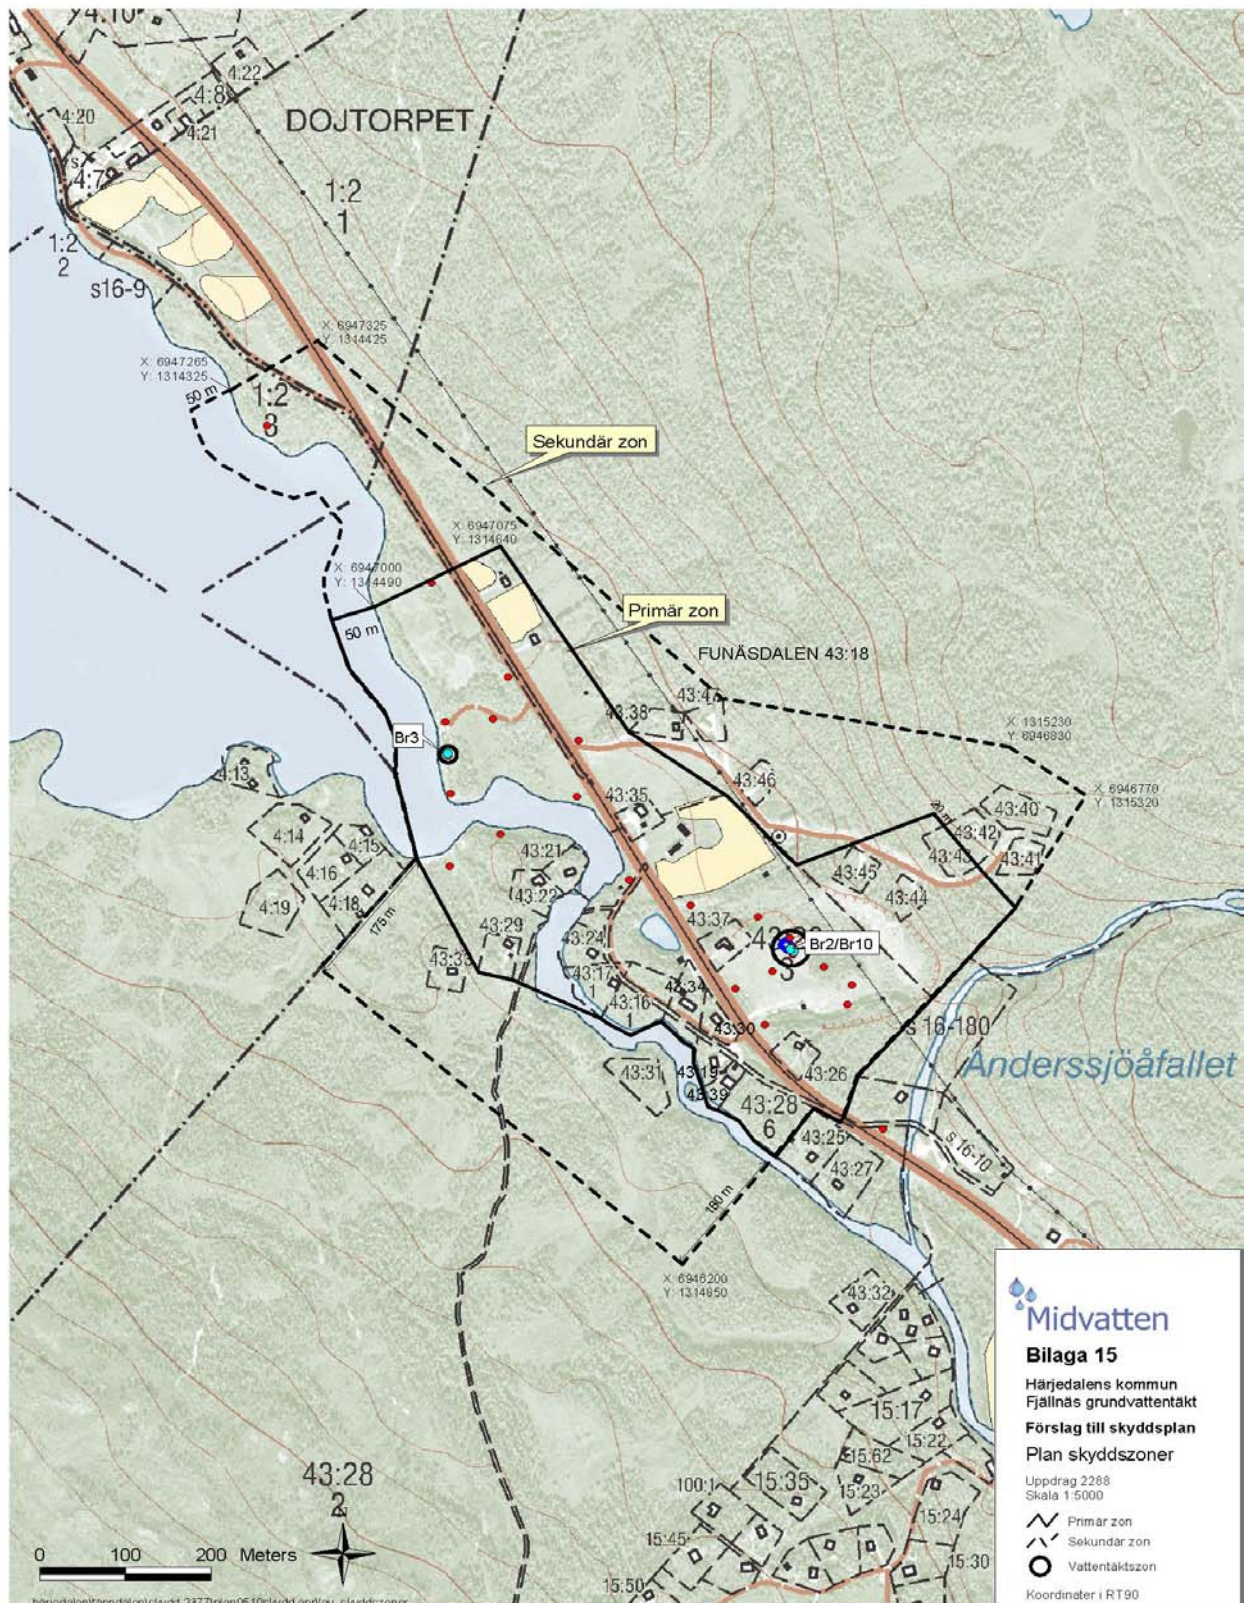 4:22
4:8
4:20
4:21
DOJTORPET
s
4:7
1:2
1
1:2
2
s16-9
X: 6947325
Y: 1314425
X: 6947265
Y: 1314325
50 m
1:2
3
Sekundär zon
X: 6947075
Y: 1314640
X: 6947000
Y: 1314490
50 m
Primär zon
FUNÄSDALEN 43:18
43:47
43:38
X: 1315230
Y: 6946830
Br3
43:46
4:13
X: 6946770
Y: 1315320
43:35
20 m
43:40
4:14
4:15
43:42
43:21
43:43
43:41
4:16
43:45
43:22
43:44
4:19
4:18
175 m
43:29
43:37
43:24
Br2/Br10
3
43:33
43:17
1
43:34
43:16
1
43:30
s 16-180
Anderssjöåfallet
43:31
43:19
43:26
43:39
43:28
6
43:25
s 16-10
43:27
180 m
X: 6946200
Y: 1314850
43:32
15:17
15:22
15:62
15:35
15:23
100:1
15:24
15:45
15:30
15:50
43:28
2
0 100 200 Meters
Midvatten
Bilaga 15
Härjedalens kommun
Fjällnäs grundvattentäkt
Förslag till skyddsplan
Plan skyddszoner
Uppdrag 2288
Skala 1:5000
Primär zon
Sekundär zon
Vattentäktszon
Koordinater i RT90